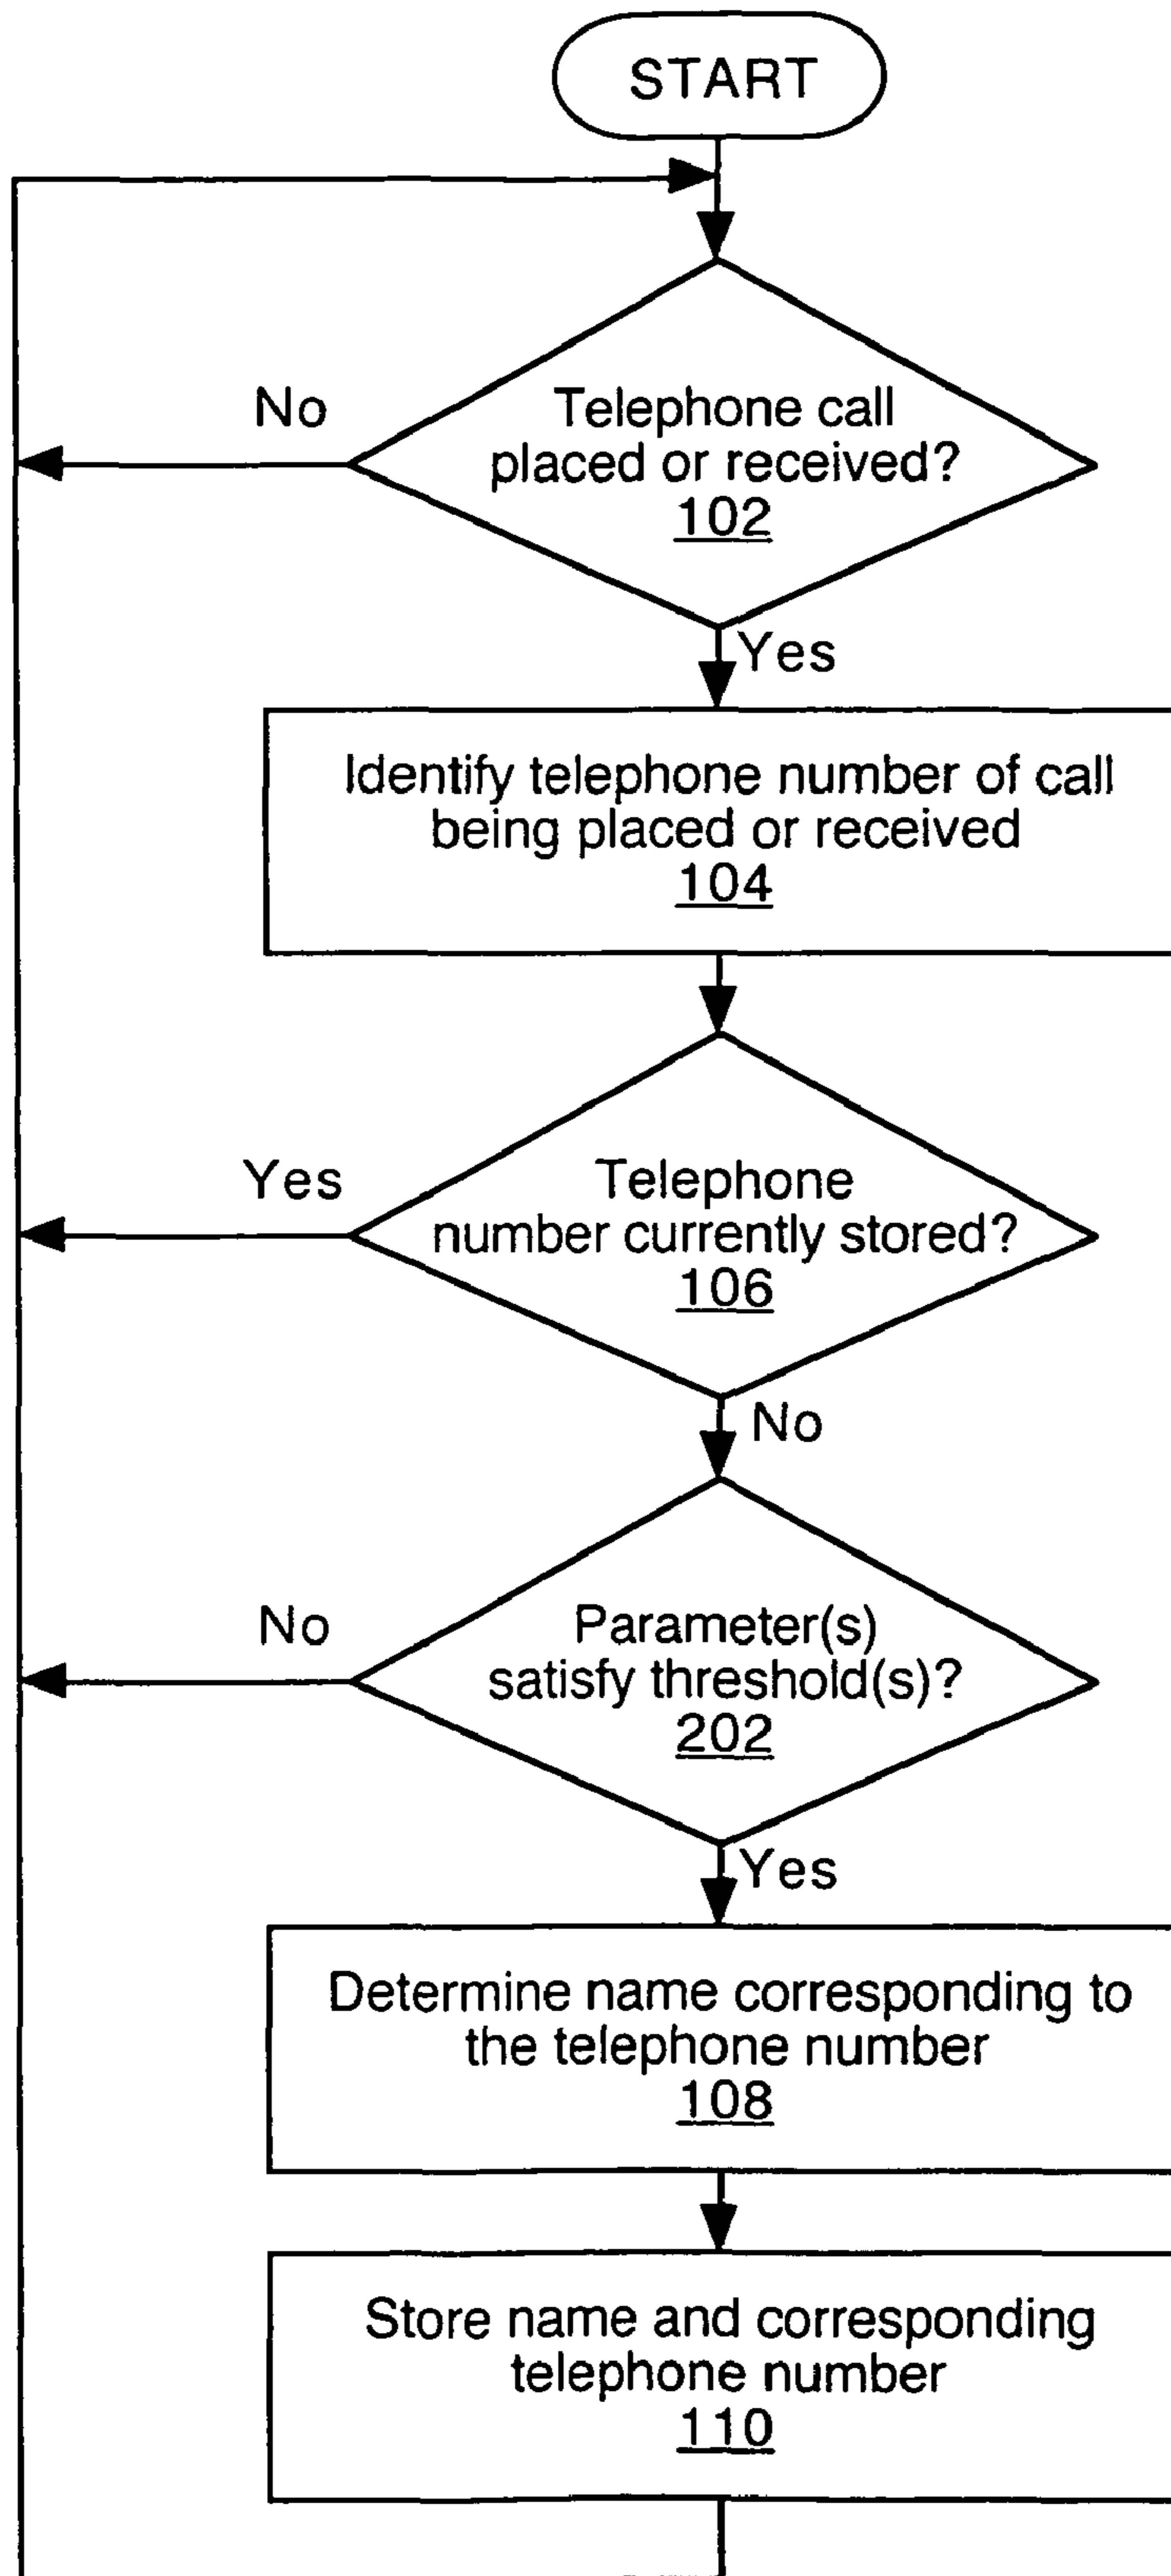 START
No
Telephone call
placed or received?
102
Yes
Identify telephone number of call
being placed or received
104
Yes
Telephone
number currently stored?
106
No
No
Parameter(s)
satisfy threshold(s)?
202
Yes
Determine name corresponding to
the telephone number
108
Store name and corresponding
telephone number
110